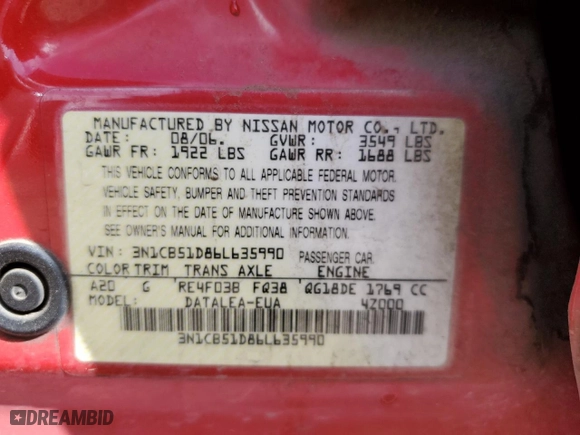 MANUFACTURED BY NISSAN MOTOR CO., LTD.
DATE: 08/06. GVWR: 3549 LBS
GAWR FR: 1922 LBS GAWR RR: 1688 LBS
THIS VEHICLE CONFORMS TO ALL APPLICABLE FEDERAL MOTOR
VEHICLE SAFETY, BUMPER AND THEFT PREVENTION STANDARDS
IN EFFECT ON THE DATE OF MANUFACTURE SHOWN ABOVE.
SEE OWNER'S MANUAL FOR ADDITIONAL INFORMATION.
VIN: 3N1CB51D86L635990 PASSENGER CAR
COLOR TRIM TRANS AXLE ENGINE
A20 G RE4F03B FQ38 QG18DE 1769 CC
MODEL: DATALEA-EUA 4Z000
3N1CB51D86L635990
DREAMBID